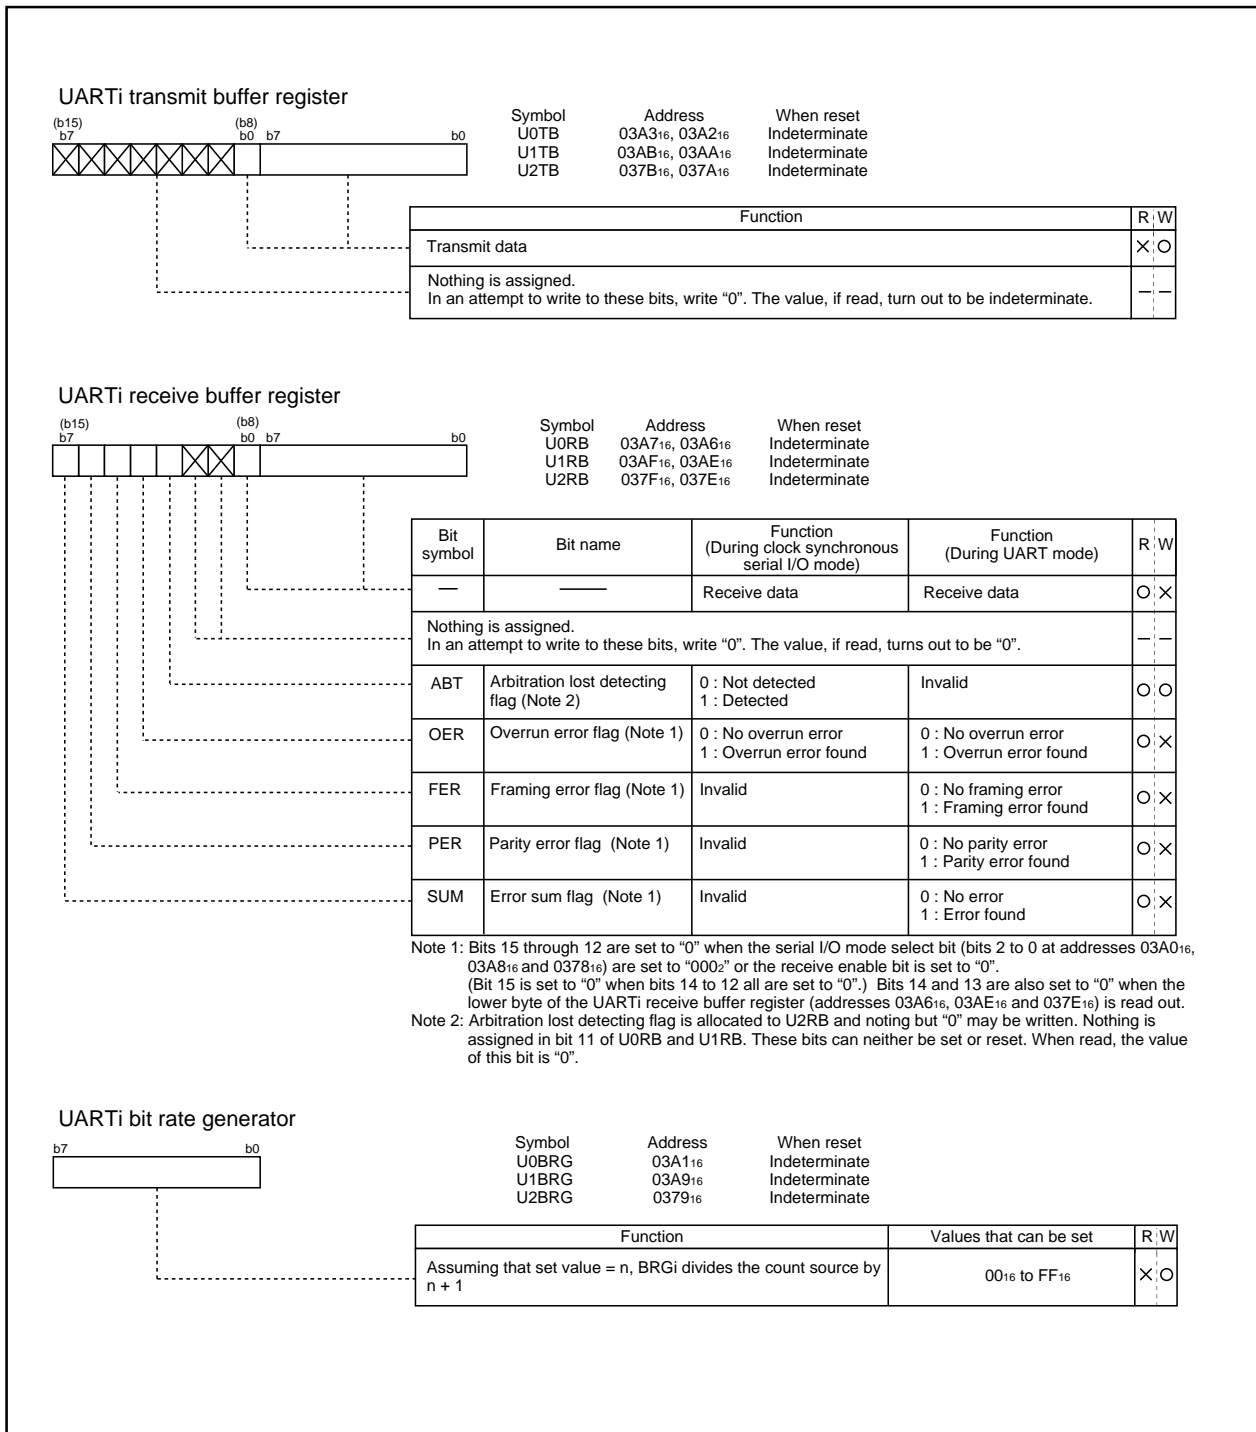 UARTi transmit buffer register
(b15) (b8)
b7 b0 b7 b0
Symbol Address When reset
U0TB 03A316, 03A216 Indeterminate
U1TB 03AB16, 03AA16 Indeterminate
U2TB 037B16, 037A16 Indeterminate
Function R W
Transmit data
Nothing is assigned.
In an attempt to write to these bits, write “0”. The value, if read, turn out to be indeterminate.
UARTi receive buffer register
(b15) (b8)
b7 b0 b7 b0
Symbol Address When reset
U0RB 03A716, 03A616 Indeterminate
U1RB 03AF16, 03AE16 Indeterminate
U2RB 037F16, 037E16 Indeterminate
Bit symbol Bit name Function (During clock synchronous serial I/O mode) Function (During UART mode) R W
Receive data Receive data
Nothing is assigned.
In an attempt to write to these bits, write “0”. The value, if read, turns out to be “0”.
ABT Arbitration lost detecting flag (Note 2) 0 : Not detected 1 : Detected Invalid
OER Overrun error flag (Note 1) 0 : No overrun error 1 : Overrun error found 0 : No overrun error 1 : Overrun error found
FER Framing error flag (Note 1) Invalid 0 : No framing error 1 : Framing error found
PER Parity error flag (Note 1) Invalid 0 : No parity error 1 : Parity error found
SUM Error sum flag (Note 1) Invalid 0 : No error 1 : Error found
Note 1: Bits 15 through 12 are set to “0” when the serial I/O mode select bit (bits 2 to 0 at addresses 03A016,
03A816 and 037816) are set to “0002” or the receive enable bit is set to “0”.
(Bit 15 is set to “0” when bits 14 to 12 all are set to “0”.) Bits 14 and 13 are also set to “0” when the
lower byte of the UARTi receive buffer register (addresses 03A616, 03AE16 and 037E16) is read out.
Note 2: Arbitration lost detecting flag is allocated to U2RB and noting but “0” may be written. Nothing is
assigned in bit 11 of U0RB and U1RB. These bits can neither be set or reset. When read, the value
of this bit is “0”.
UARTi bit rate generator
b7 b0
Symbol Address When reset
U0BRG 03A116 Indeterminate
U1BRG 03A916 Indeterminate
U2BRG 037916 Indeterminate
Function Values that can be set R W
Assuming that set value = n, BRGi divides the count source by n + 1 0016 to FF16